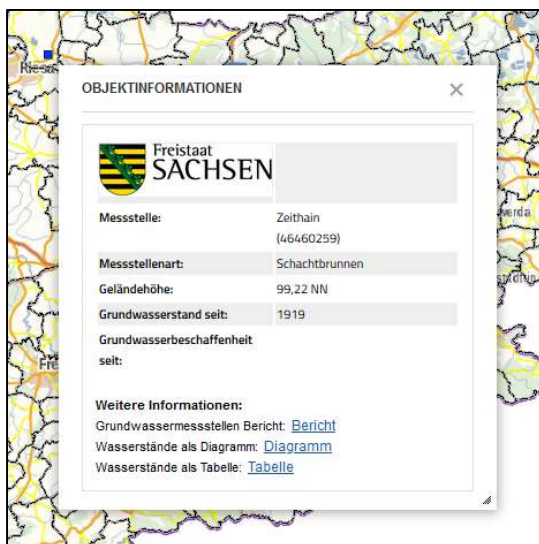 Riesa
OBJEKTINFORMATIONEN
Freistaat
SACHSEN
Messstelle: Zeithain
(46460259)
Messstellenart: Schachtbrunnen
Geländehöhe: 99,22 NN
Grundwasserstand seit: 1919
Grundwasserbeschaffenheit
seit:
Weitere Informationen:
Grundwassermessstellen Bericht: Bericht
Wasserstände als Diagramm: Diagramm
Wasserstände als Tabelle: Tabelle